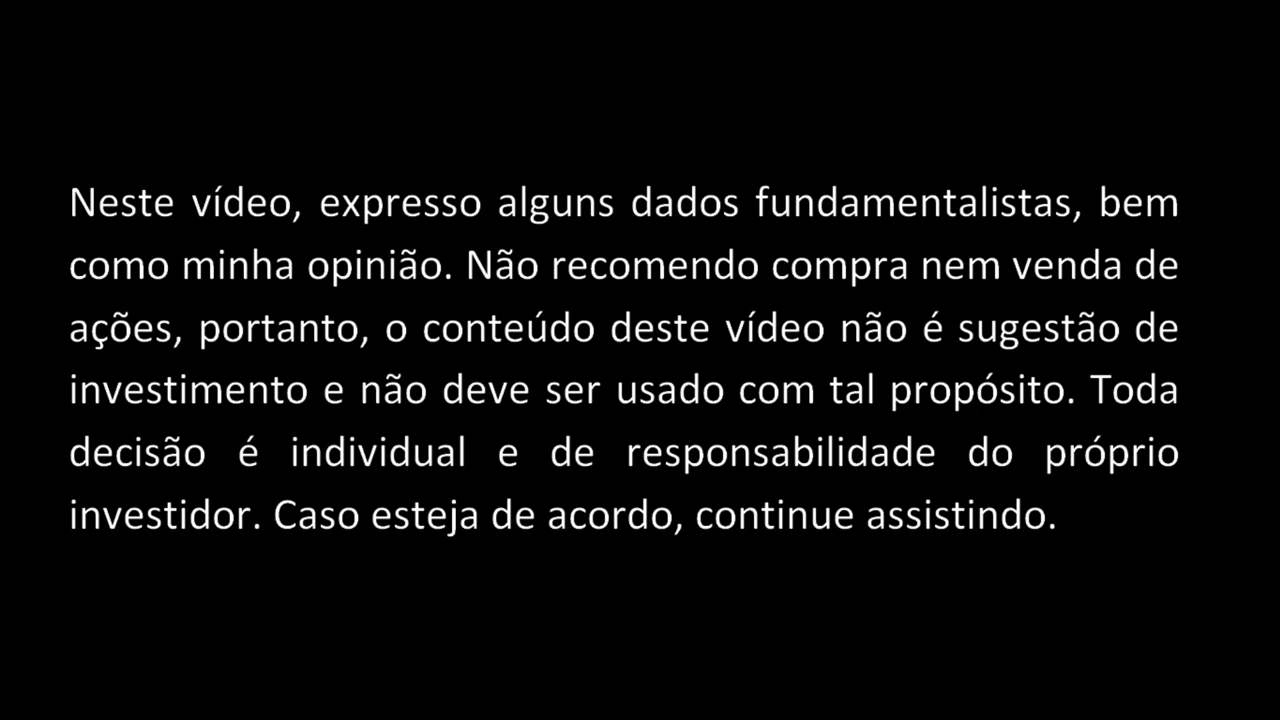 Neste vídeo, expresso alguns dados fundamentalistas, bem
como minha opinião. Não recomendo compra nem venda de
ações, portanto, o conteúdo deste vídeo não é sugestão de
investimento e não deve ser usado com tal propósito. Toda
decisão é individual e de responsabilidade do próprio
investidor. Caso esteja de acordo, continue assistindo.